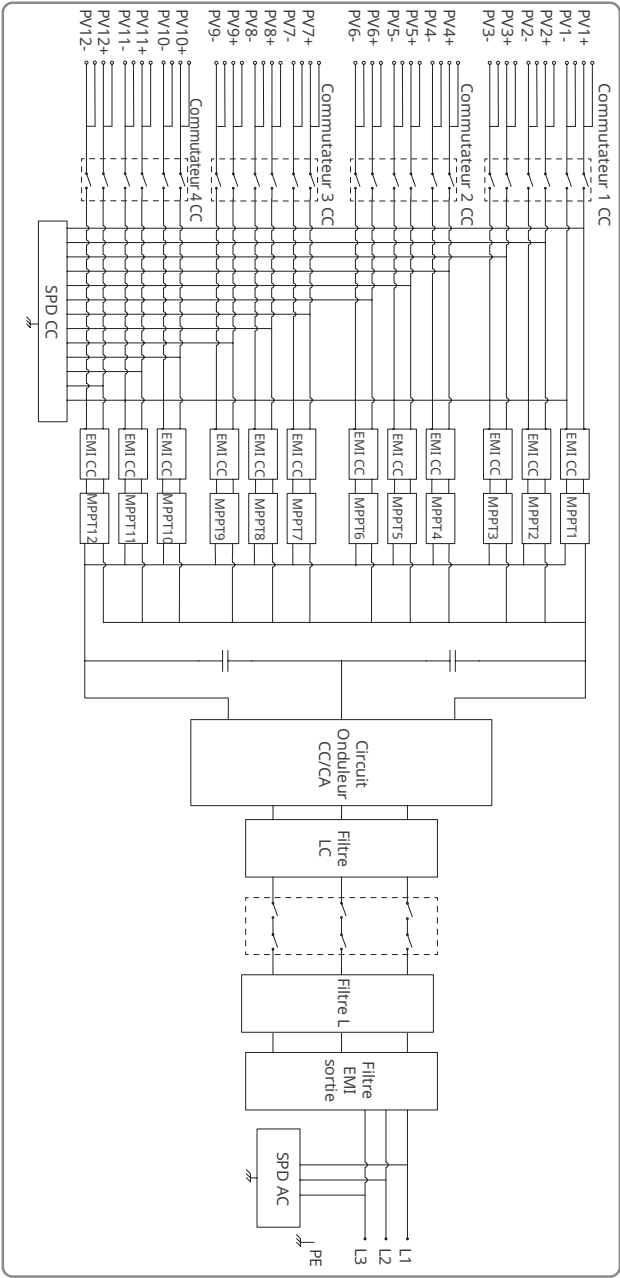 Commutateur 1 CC
PV1+
PV1-
PV2+
PV2-
PV3+
PV3-
Commutateur 2 CC
PV4+
PV4-
PV5+
PV5-
PV6+
PV6-
Commutateur 3 CC
PV7+
PV7-
PV8+
PV8-
PV9+
PV9-
Commutateur 4 CC
PV10+
PV10-
PV11+
PV11-
PV12+
PV12-
SPD CC
EMI CC
MPPT1
EMI CC
MPPT2
EMI CC
MPPT3
EMI CC
MPPT4
EMI CC
MPPT5
EMI CC
MPPT6
EMI CC
MPPT7
EMI CC
MPPT8
EMI CC
MPPT9
EMI CC
MPPT10
EMI CC
MPPT11
EMI CC
MPPT12
Circuit
Onduleur
CC/CA
Filtre
LC
Filtre L
Filtre
EMI
sortie
SPD AC
L1
L2
L3
PE